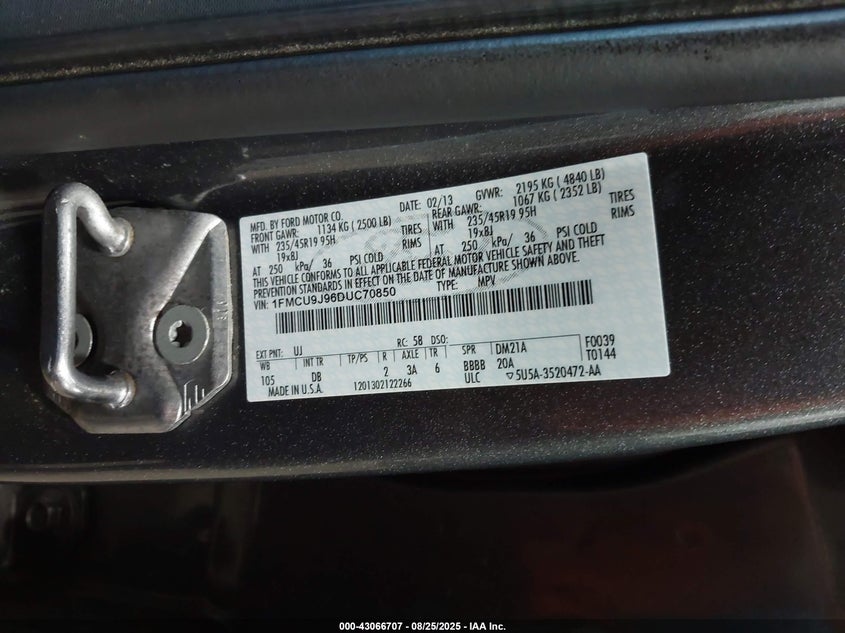 MFD. BY FORD MOTOR CO.
DATE: 02/13
GVWR: 2195 KG ( 4840 LB)
FRONT GAWR: 1134 KG ( 2500 LB)
REAR GAWR: 1067 KG ( 2352 LB)
WITH 235/45R19 95H TIRES
WITH 235/45R19 95H TIRES
19x8J RIMS
19x8J RIMS
AT 250 kPa/ 36 PSI COLD
AT 250 kPa/ 36 PSI COLD
THIS VEHICLE CONFORMS TO ALL APPLICABLE FEDERAL MOTOR VEHICLE SAFETY AND THEFT
PREVENTION STANDARDS IN EFFECT ON THE DATE OF MANUFACTURE SHOWN ABOVE.
VIN: 1FMCU9J96DUC70850
TYPE: MPV
EXT PNT: UJ RC: 58 DSO: F0039
WB INT TR TP/PS R AXLE TR SPR DM21A T0144
105 DB 2 3A 6 BBBB 20A
MADE IN U.S.A. 1201302122266 ULC ▽5U5A-3520472-AA
000-43066707 - 08/25/2025 - IAA Inc.